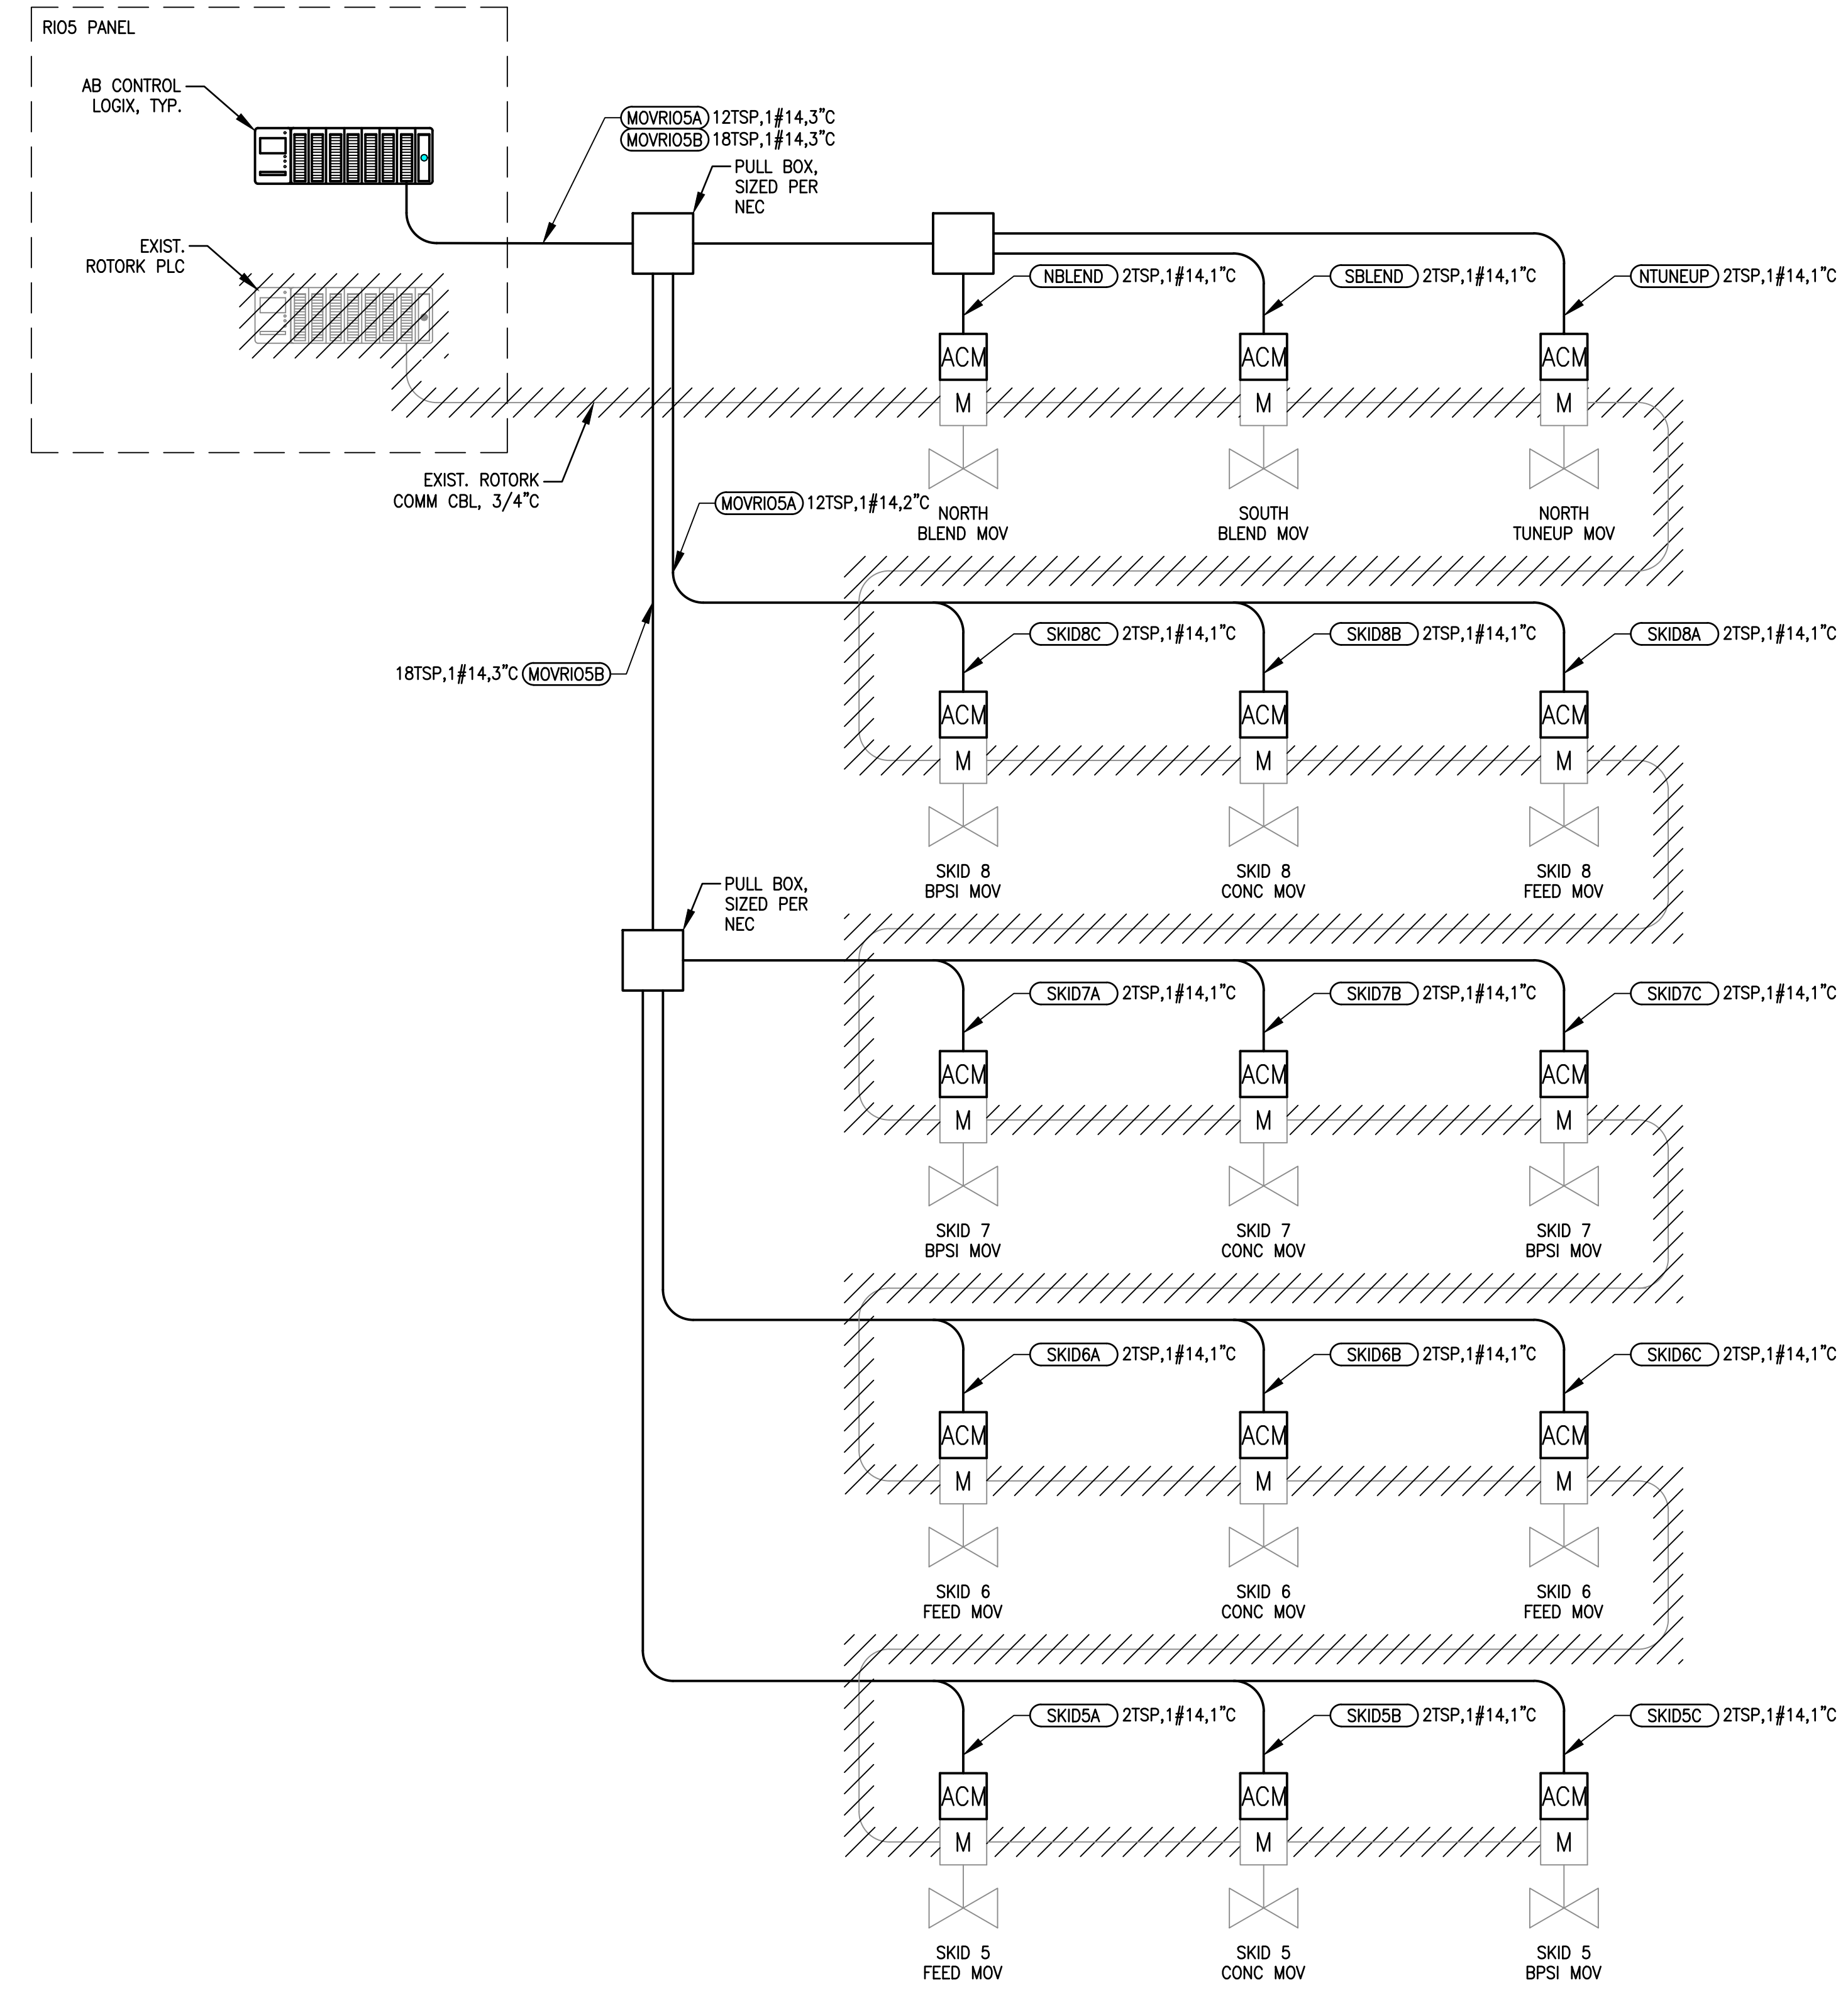 RIO5 PANEL
AB CONTROL
LOGIX, TYP.
EXIST.
ROTORK PLC
MOVRIO5A 12TSP,1#14,3"C
MOVRIO5B 18TSP,1#14,3"C
PULL BOX,
SIZED PER
NEC
NBLEND 2TSP,1#14,1"C
SBLEND 2TSP,1#14,1"C
NTUNEUP 2TSP,1#14,1"C
ACM
ACM
ACM
M
M
M
EXIST. ROTORK
COMM CBL, 3/4"C
MOVRIO5A 12TSP,1#14,2"C
NORTH
BLEND MOV
SOUTH
BLEND MOV
NORTH
TUNEUP MOV
18TSP,1#14,3"C MOVRIO5B
SKID8C 2TSP,1#14,1"C
SKID8B 2TSP,1#14,1"C
SKID8A 2TSP,1#14,1"C
ACM
ACM
ACM
M
M
M
SKID 8
BPSI MOV
SKID 8
CONC MOV
SKID 8
FEED MOV
PULL BOX,
SIZED PER
NEC
SKID7A 2TSP,1#14,1"C
SKID7B 2TSP,1#14,1"C
SKID7C 2TSP,1#14,1"C
ACM
ACM
ACM
M
M
M
SKID 7
BPSI MOV
SKID 7
CONC MOV
SKID 7
BPSI MOV
SKID6A 2TSP,1#14,1"C
SKID6B 2TSP,1#14,1"C
SKID6C 2TSP,1#14,1"C
ACM
ACM
ACM
M
M
M
SKID 6
FEED MOV
SKID 6
CONC MOV
SKID 6
FEED MOV
SKID5A 2TSP,1#14,1"C
SKID5B 2TSP,1#14,1"C
SKID5C 2TSP,1#14,1"C
ACM
ACM
ACM
M
M
M
SKID 5
FEED MOV
SKID 5
CONC MOV
SKID 5
BPSI MOV